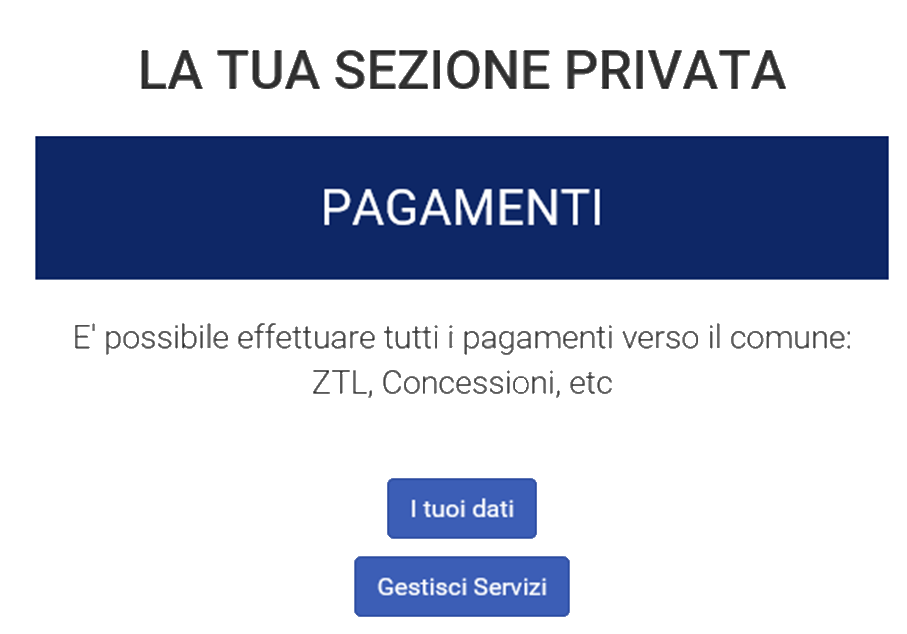 LA TUA SEZIONE PRIVATA
PAGAMENTI
E' possibile effettuare tutti i pagamenti verso il comune:
ZTL, Concessioni, etc
I tuoi dati
Gestisci Servizi